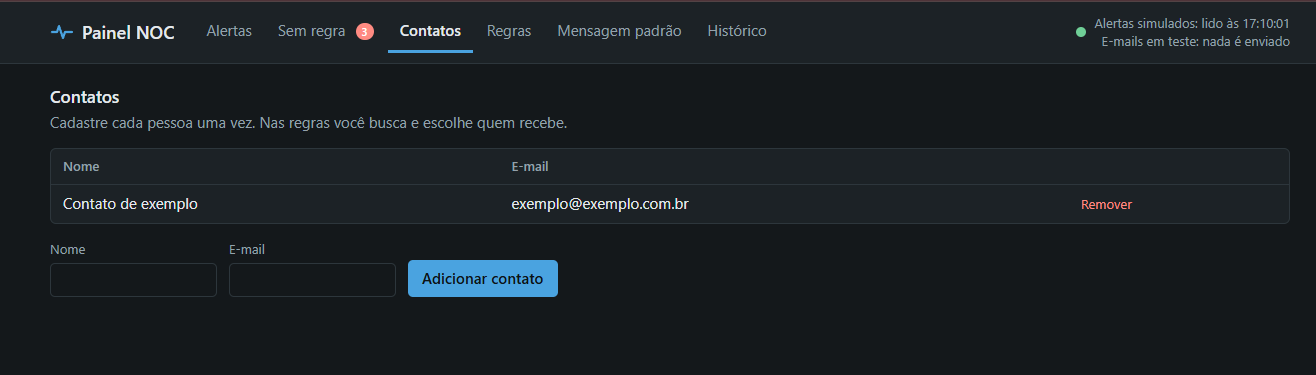 Painel NOC Alertas Sem regra 3 Contatos Regras Mensagem padrão Histórico
Alertas simulados: lido às 17:10:01
E-mails em teste: nada é enviado
Contatos
Cadastre cada pessoa uma vez. Nas regras você busca e escolhe quem recebe.
Nome E-mail
Contato de exemplo exemplo@exemplo.com.br Remover
Nome E-mail
Adicionar contato